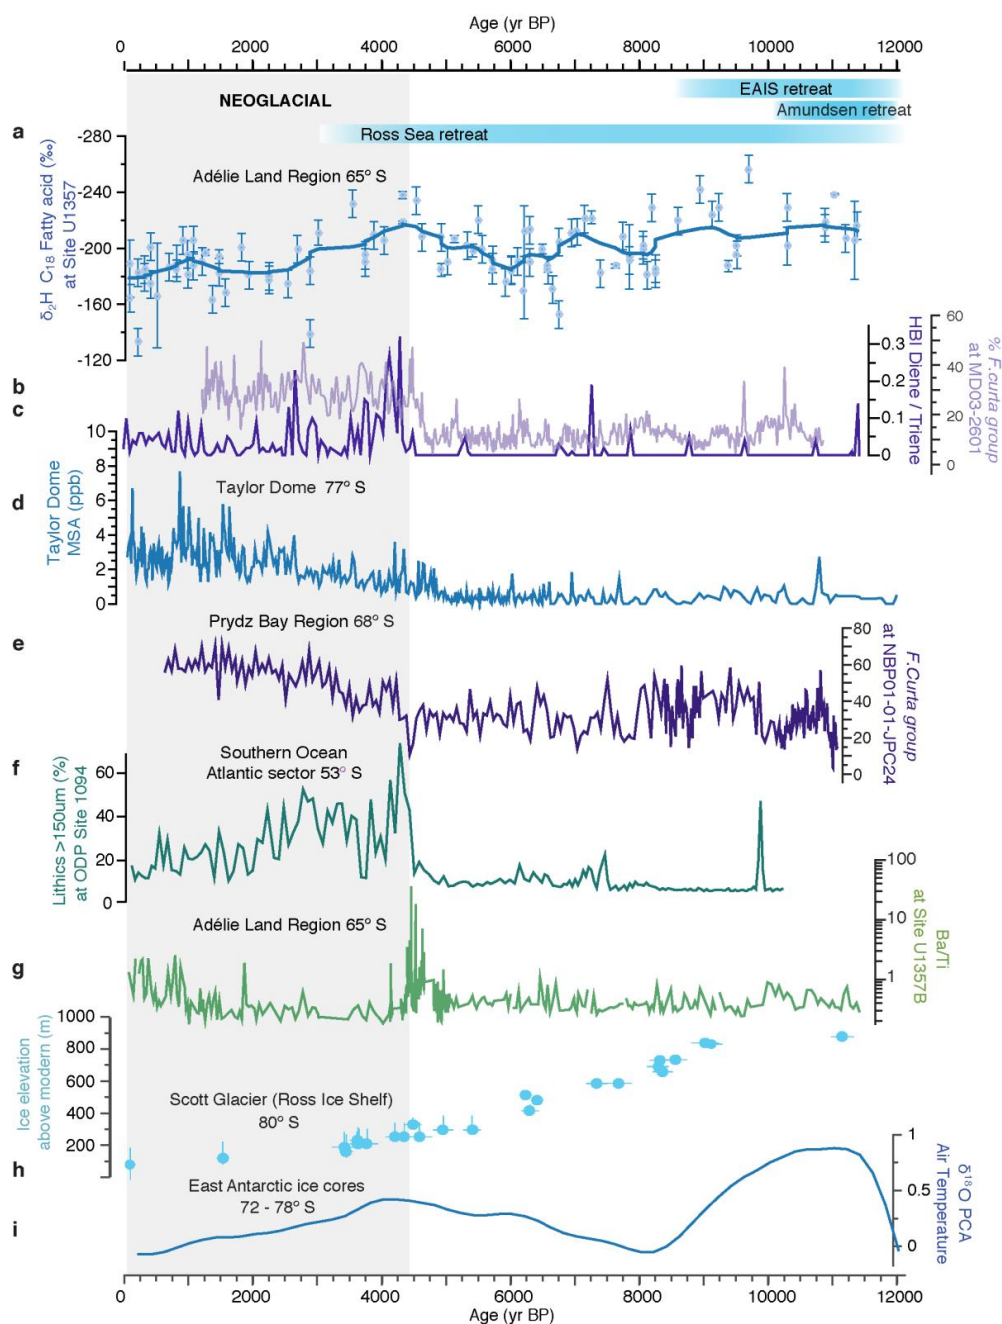 Age (yr BP)
0 2000 4000 6000 8000 10000 12000
EAIS retreat
NEOGLACIAL
Amundsen retreat
Ross Sea retreat
a
-280
-240
-200
-160
-120
δ₂H C₁₈ Fatty acid (‰)
at Site U1357
Adélie Land Region 65° S
b
c
0.3
0.2
0.1
0
HBI Diene / Triene
60
40
20
0
% F.curta group
at MD03-2601
d
10
8
6
4
2
0
Taylor Dome
MSA (ppb)
Taylor Dome 77° S
e
Prydz Bay Region 68° S
80
60
40
20
0
F.Curta group
at NBP01-01-JPC24
f
Southern Ocean
Atlantic sector 53° S
60
40
20
0
Lithics >150um (%)
at ODP Site 1094
g
Adélie Land Region 65° S
100
10
1
Ba/Ti
at Site U1357B
h
1000
800
600
400
200
Ice elevation
above modern (m)
Scott Glacier (Ross Ice Shelf)
80° S
i
East Antarctic ice cores
72 - 78° S
1
0.5
0
δ¹⁸O PCA
Air Temperature
0 2000 4000 6000 8000 10000 12000
Age (yr BP)